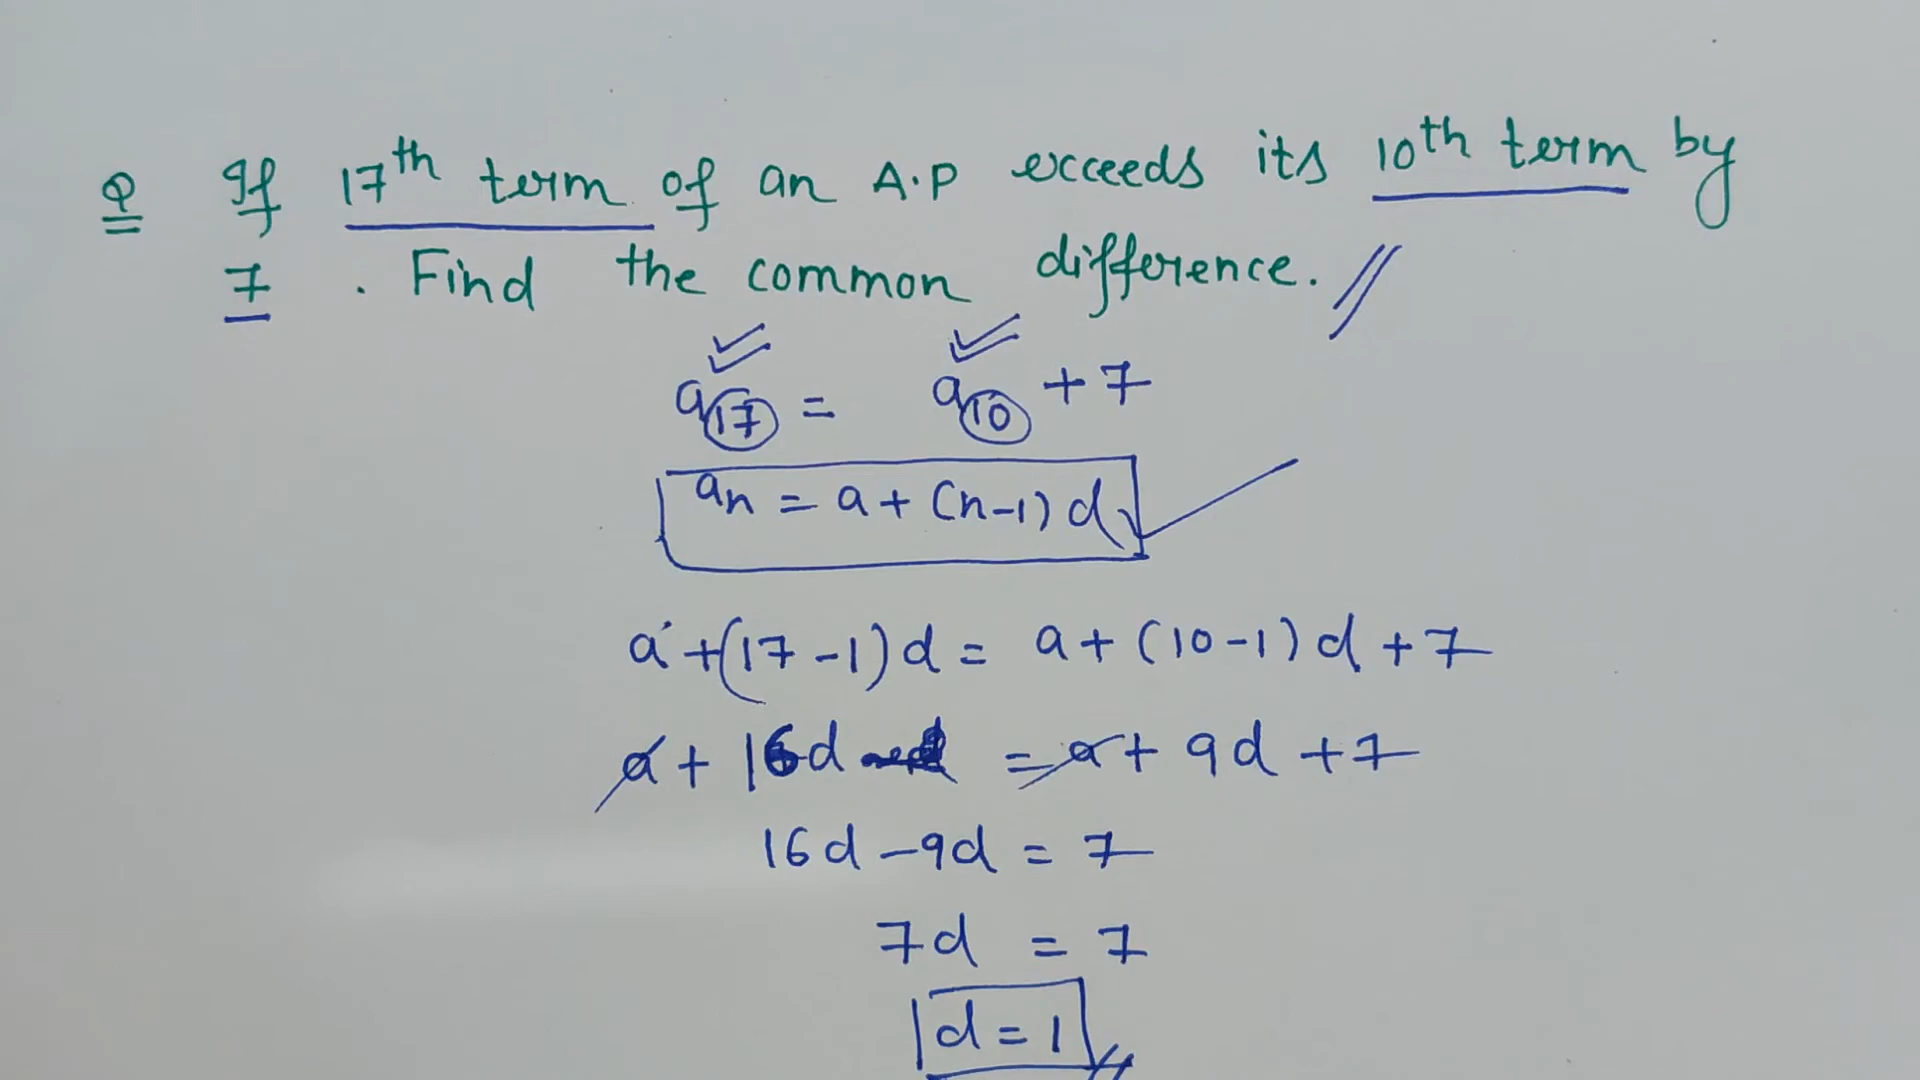 Q If 17th term of an A.P exceeds its 10th term by
7 . Find the common difference.
a17 = a10 + 7
an = a + (n-1) d
a + (17-1) d = a + (10-1) d + 7
a + 16d = a + 9d + 7
16d - 9d = 7
7d = 7
d = 1